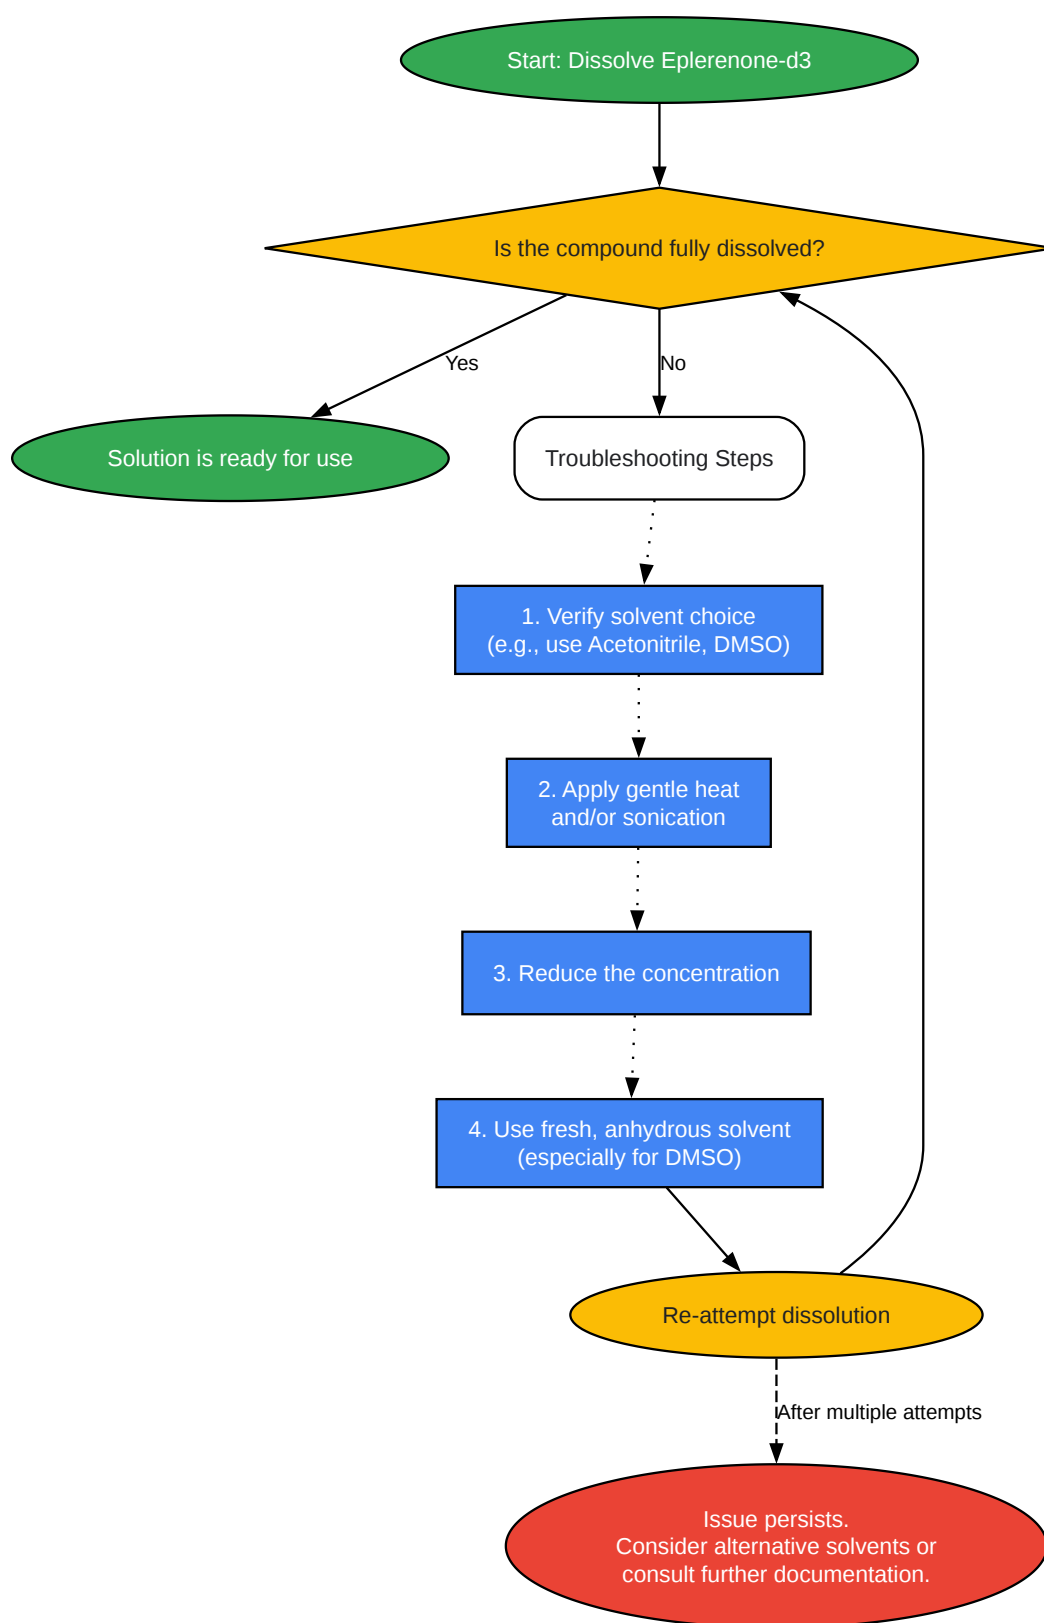 Start: Dissolve Eplerenone-d3
Is the compound fully dissolved?
Yes
No
Solution is ready for use
Troubleshooting Steps
1. Verify solvent choice
(e.g., use Acetonitrile, DMSO)
2. Apply gentle heat
and/or sonication
3. Reduce the concentration
4. Use fresh, anhydrous solvent
(especially for DMSO)
Re-attempt dissolution
After multiple attempts
Issue persists.
Consider alternative solvents or
consult further documentation.